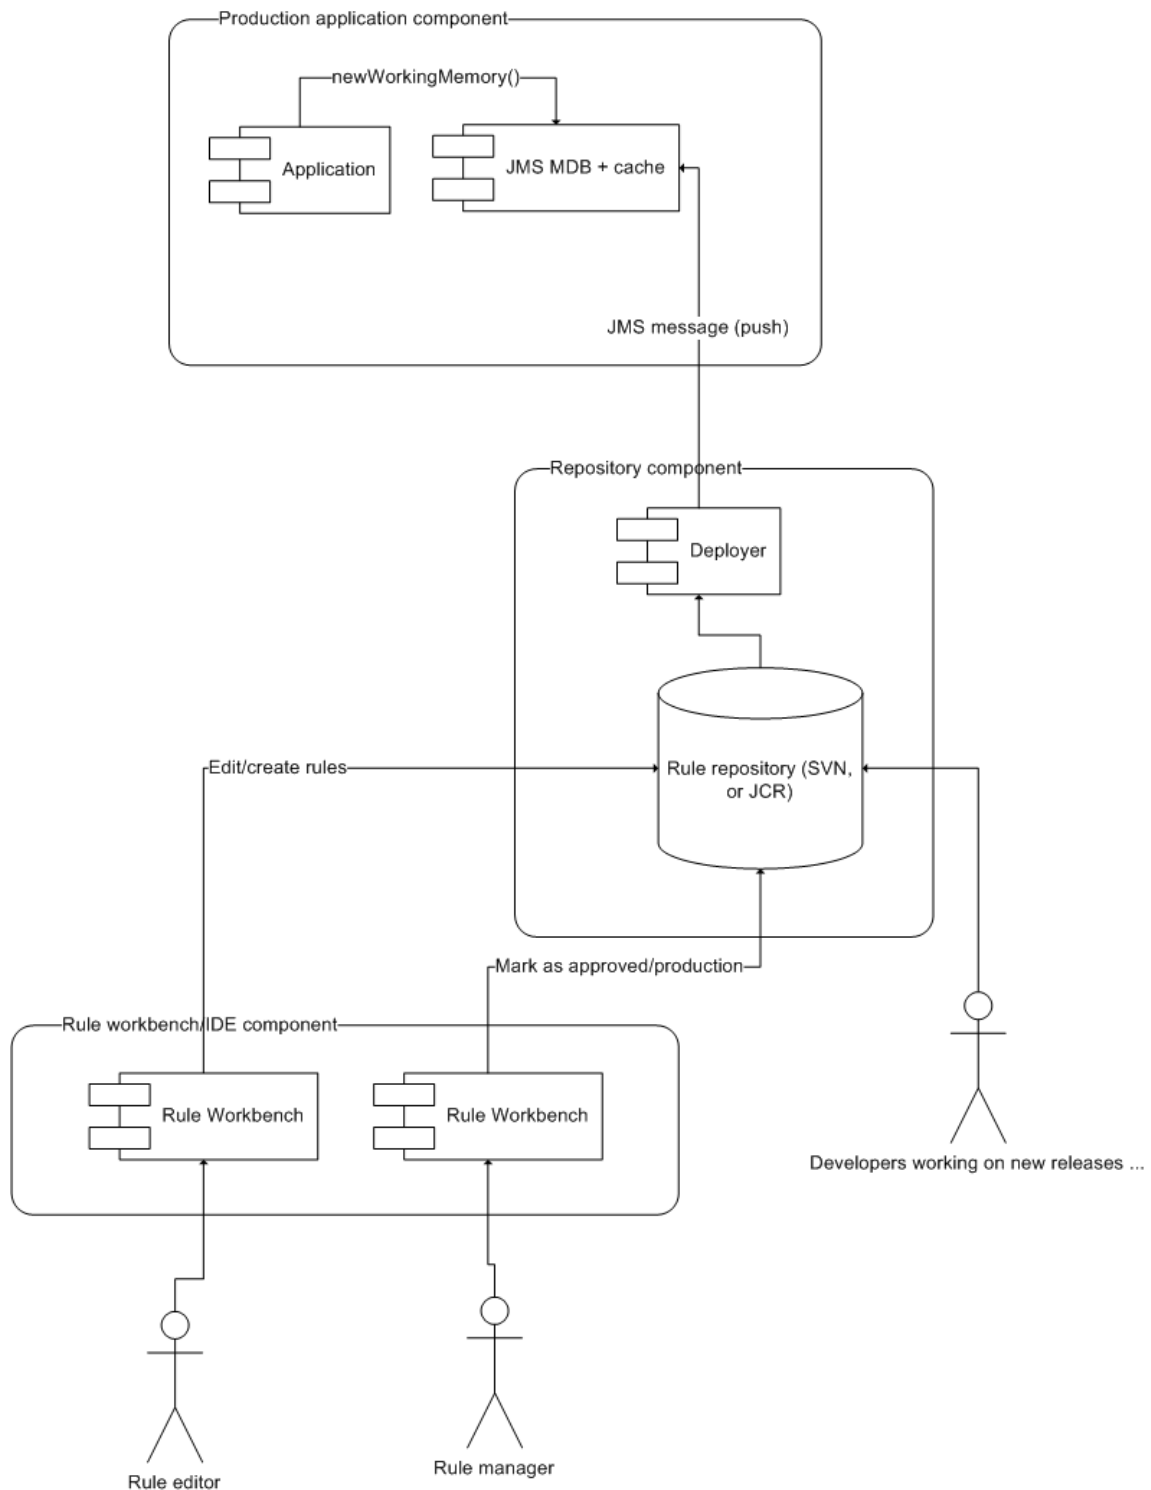 Production application component
newWorkingMemory()
Application
JMS MDB + cache
JMS message (push)
Repository component
Deployer
Edit/create rules
Rule repository (SVN,
or JCR)
Mark as approved/production
Rule workbench/IDE component
Rule Workbench
Rule Workbench
Developers working on new releases ...
Rule editor
Rule manager